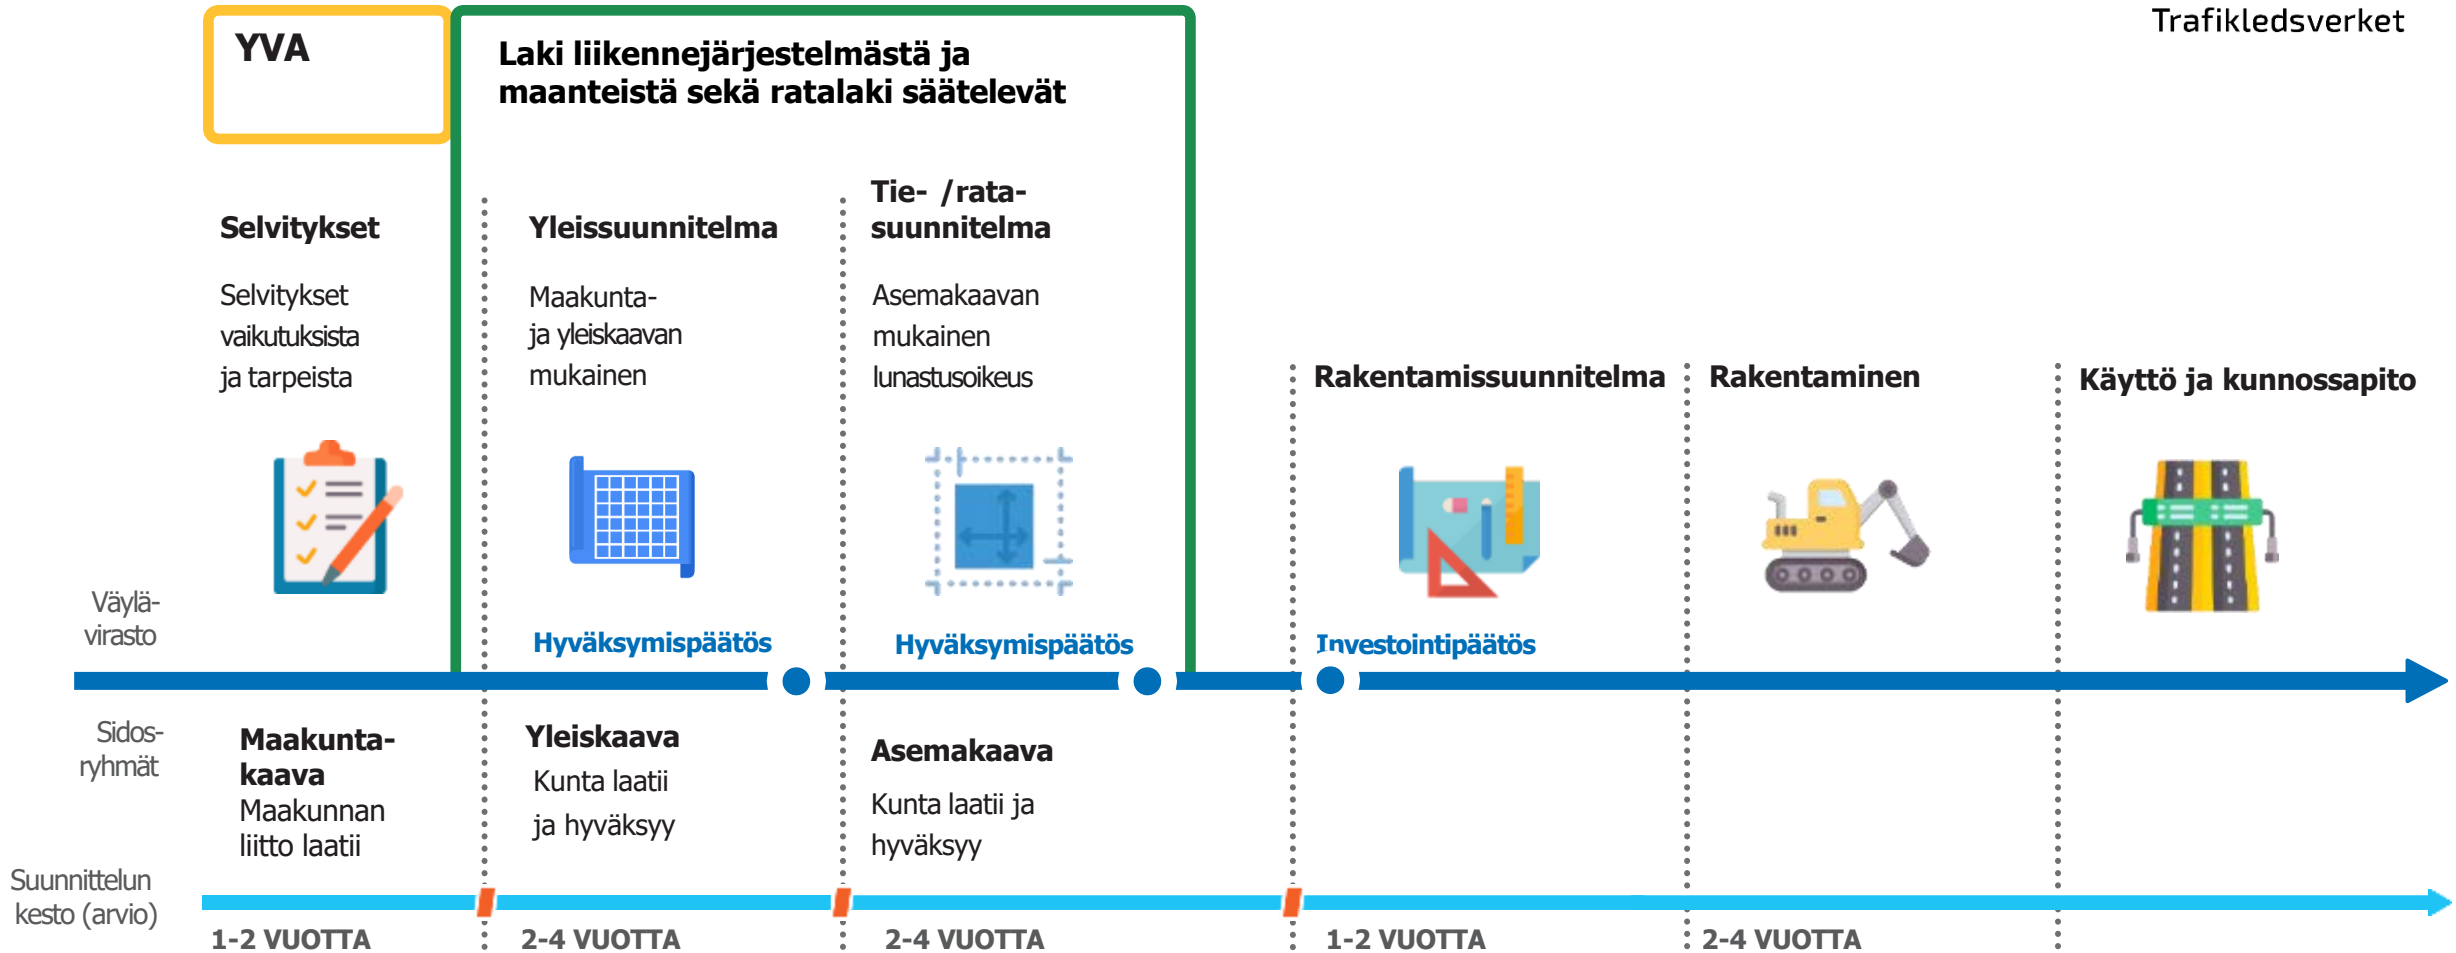 Trafikledsverket
YVA
Laki liikennejärjestelmästä ja
maanteistä sekä ratalaki säätelevät
Selvitykset
Selvitykset
vaikutuksista
ja tarpeista
Yleissuunnitelma
Maakunta-
ja yleiskaavan
mukainen
Tie- /rata-
suunnitelma
Asemakaavan
mukainen
lunastusoikeus
Rakentamissuunnitelma
Rakentaminen
Käyttö ja kunnossapito
Väylä-
virasto
Hyväksymispäätös
Hyväksymispäätös
Investointipäätös
Sidos-
ryhmät
Maakunta-
kaava
Maakunnan
liitto laatii
Yleiskaava
Kunta laatii
ja hyväksyy
Asemakaava
Kunta laatii ja
hyväksyy
Suunnittelun
kesto (arvio)
1-2 VUOTTA
2-4 VUOTTA
2-4 VUOTTA
1-2 VUOTTA
2-4 VUOTTA